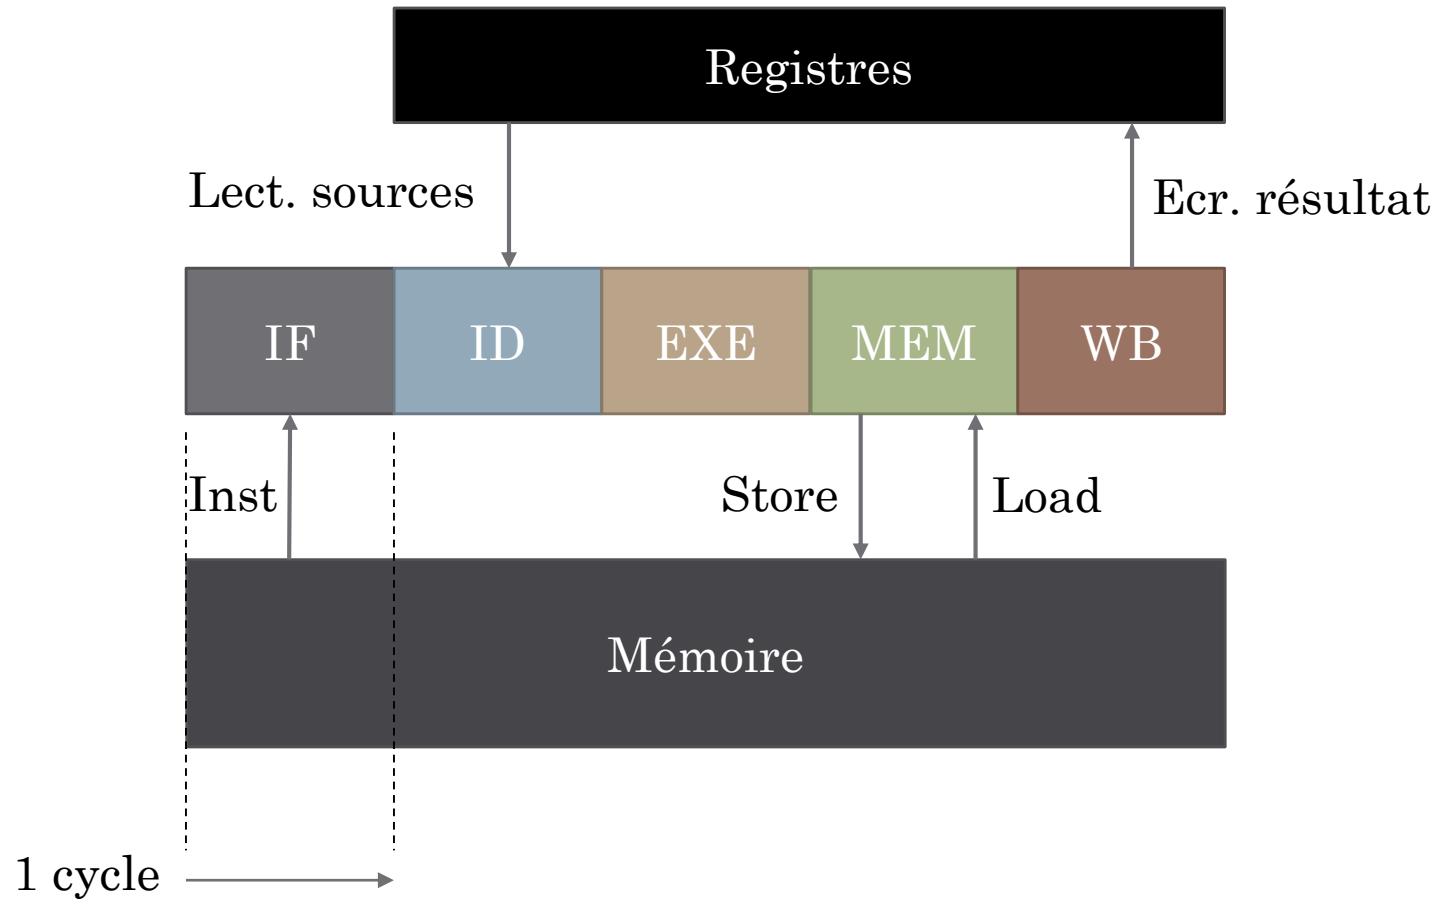 Registres
Lect. sources
Ecr. résultat
IF
ID
EXE
MEM
WB
Inst
Store
Load
Mémoire
1 cycle